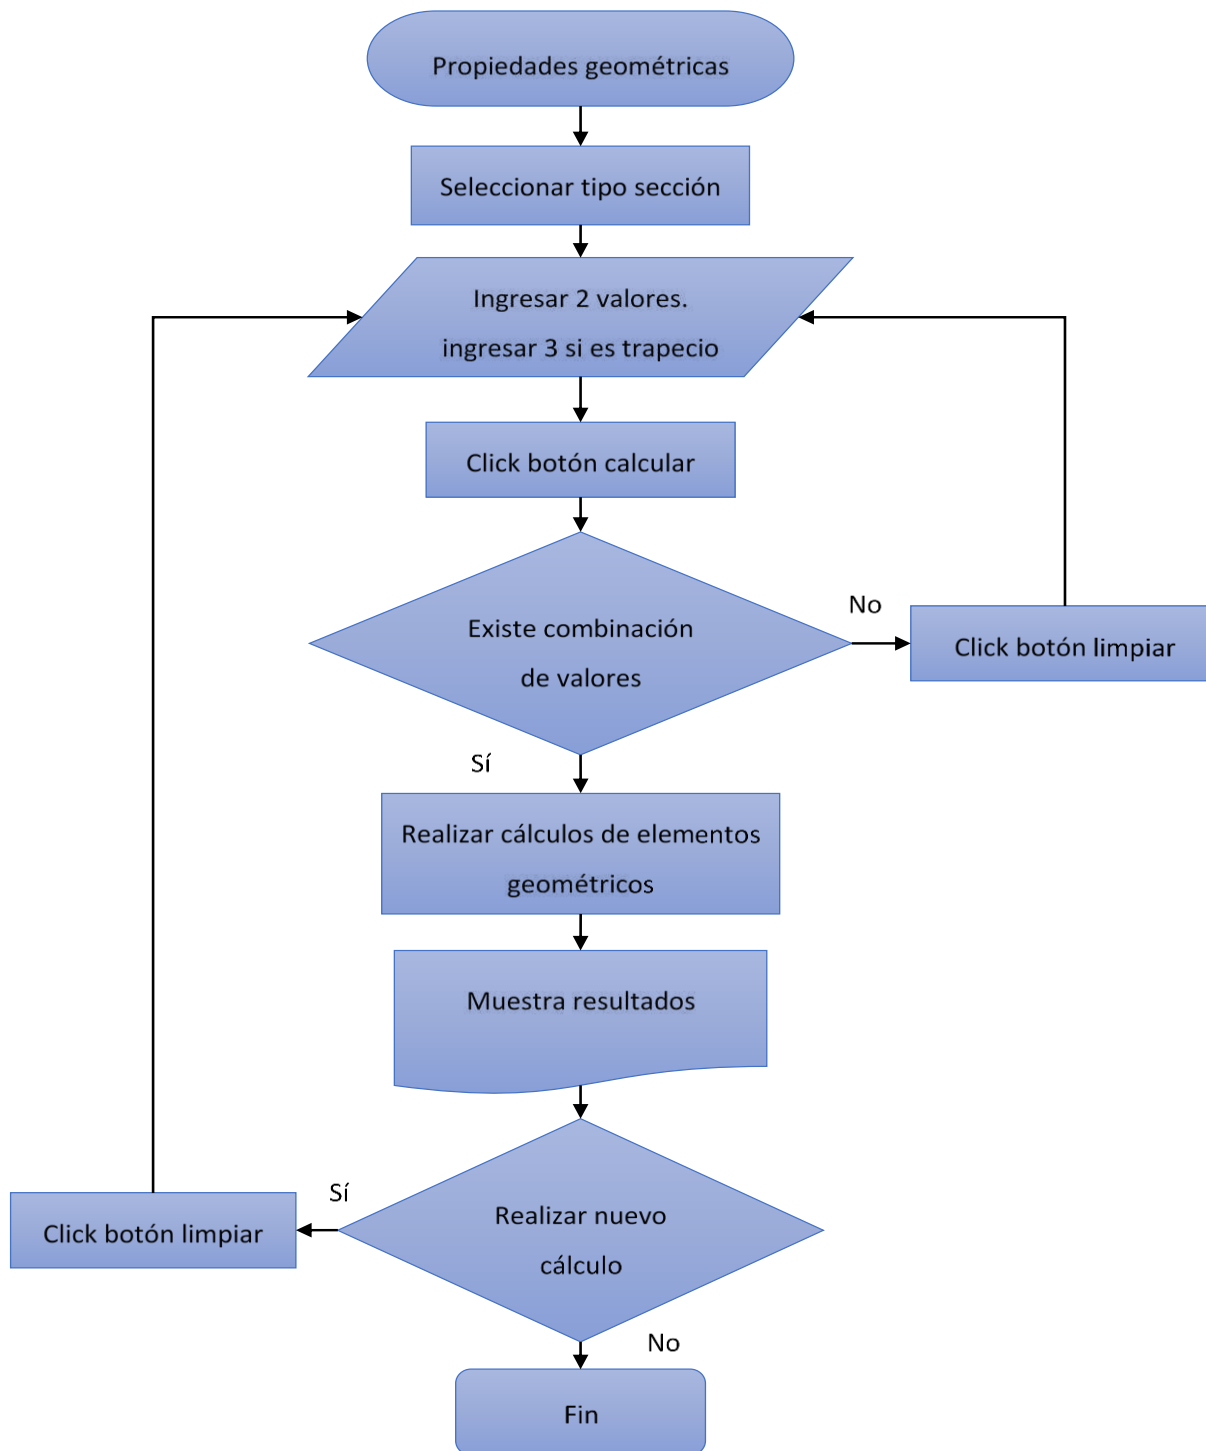 Propiedades geométricas
Seleccionar tipo sección
Ingresar 2 valores.
ingresar 3 si es trapecio
Click botón calcular
Existe combinación
de valores
No
Click botón limpiar
Sí
Realizar cálculos de elementos
geométricos
Muestra resultados
Realizar nuevo
cálculo
Sí
Click botón limpiar
No
Fin